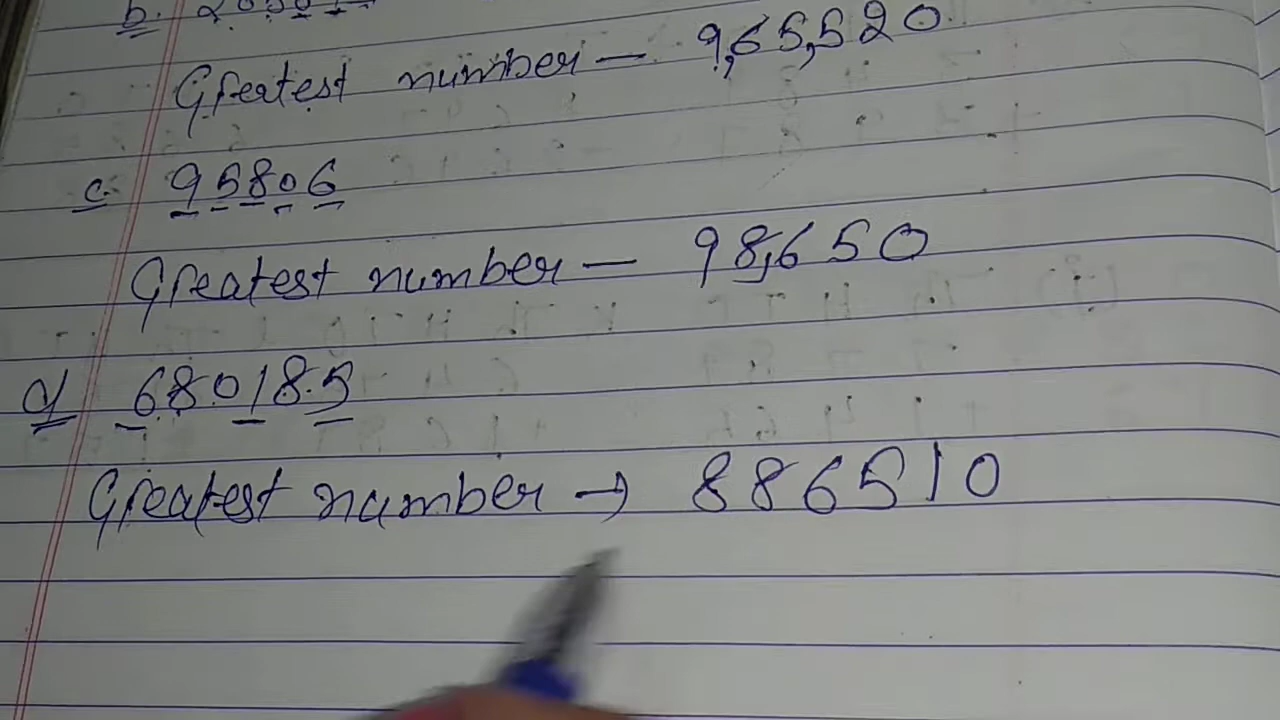 b.
Greatest number — 9,65,520
c. 95806
Greatest number — 98,650
d 680185
Greatest number → 886510